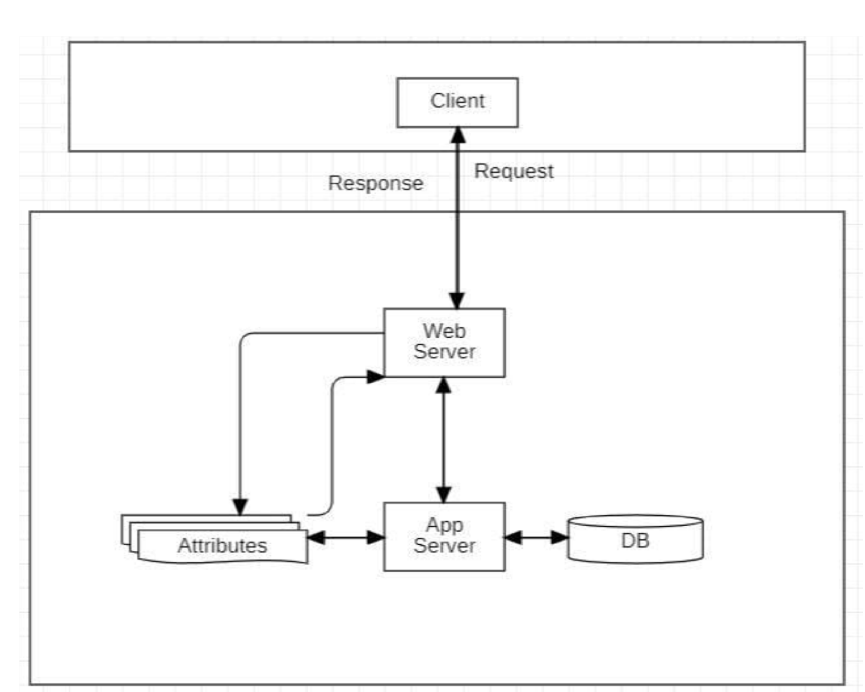 Client
Request
Response
Web
Server
App
Server
Attributes
DB